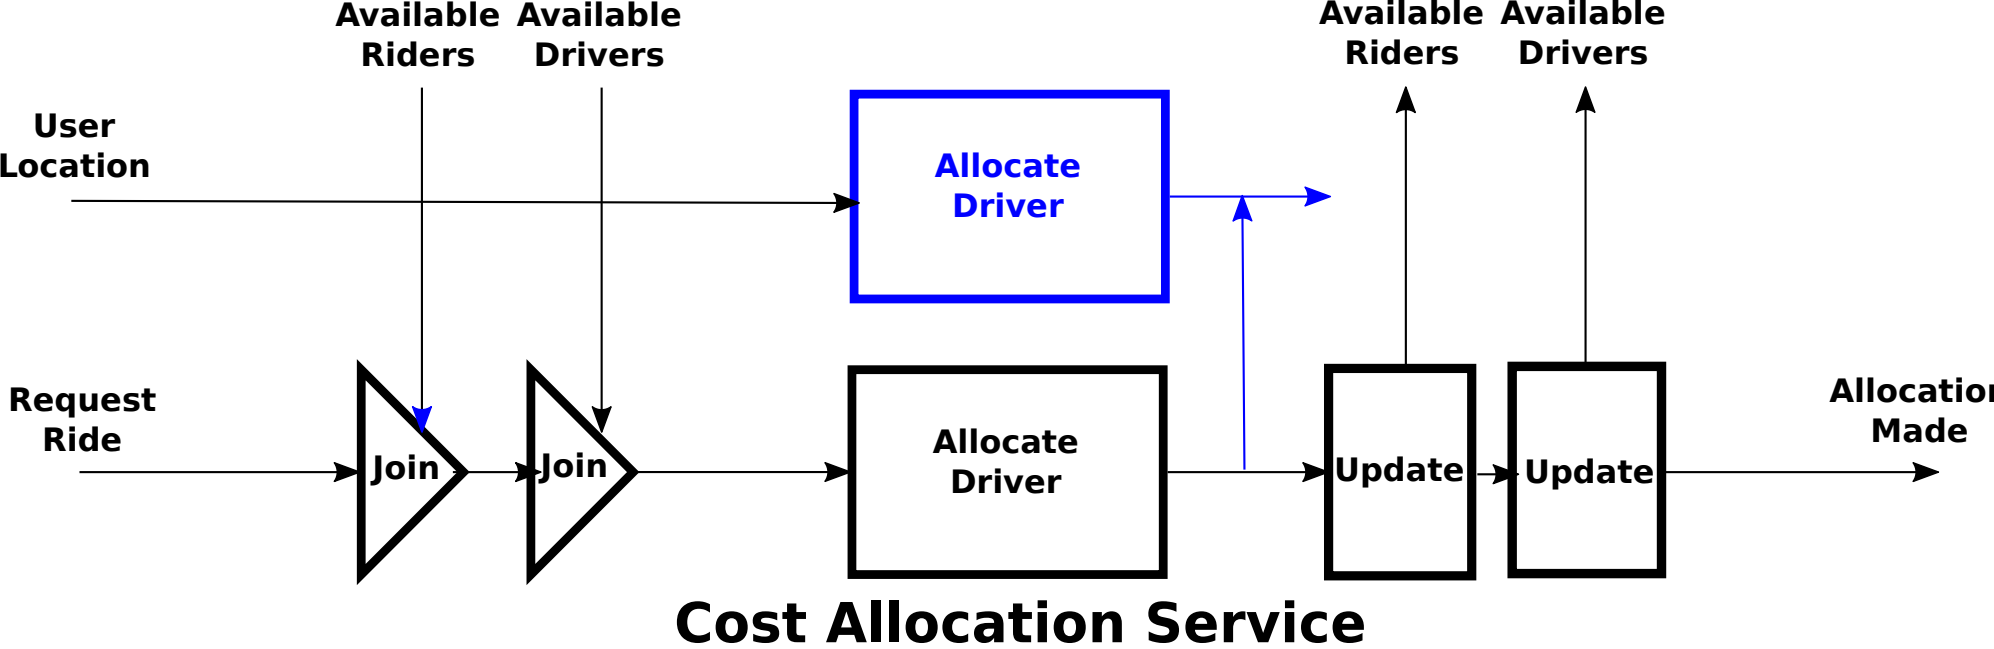 Available
Riders
Available
Drivers
Available
Riders
Available
Drivers
User
Location
Allocate
Driver
Request
Ride
Join
Join
Allocate
Driver
Update
Update
Allocation
Made
Cost Allocation Service